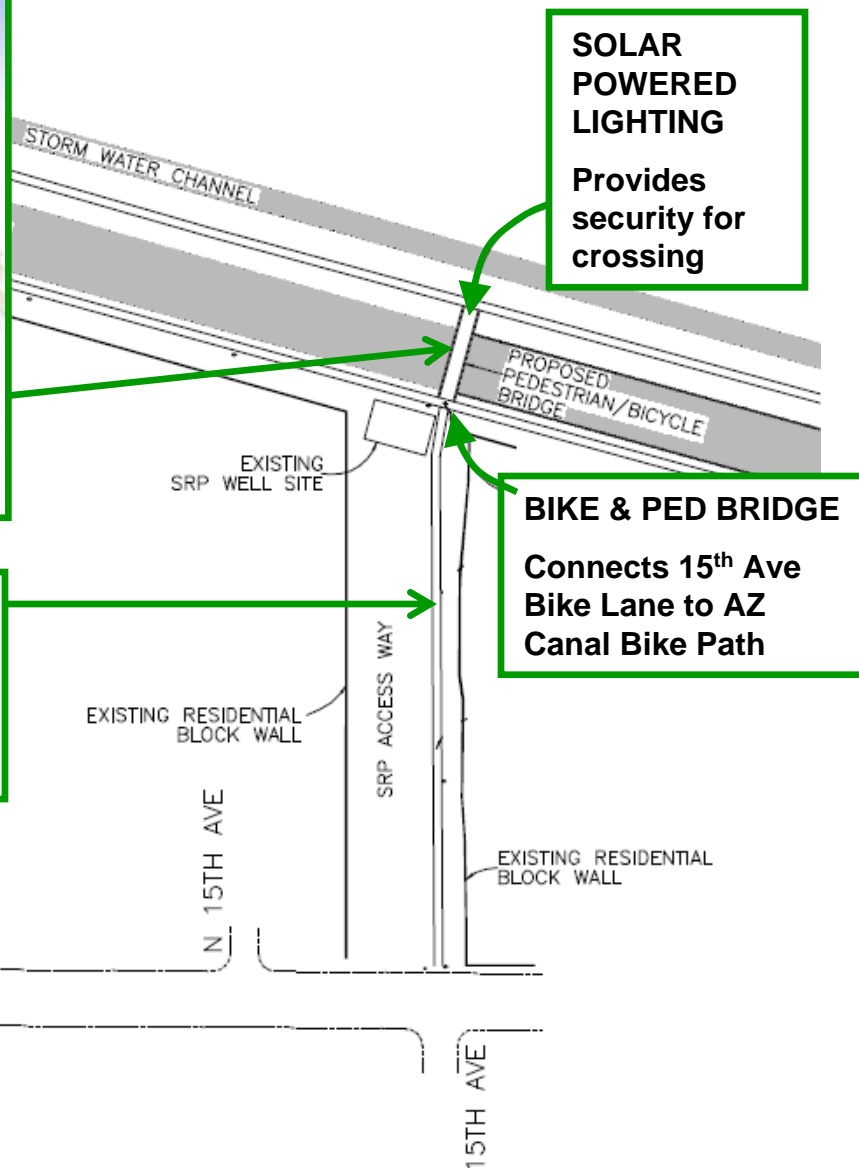 SOLAR
POWERED
LIGHTING
Provides
security for
crossing
STORM WATER CHANNEL
PROPOSED
PEDESTRIAN/BICYCLE
BRIDGE
EXISTING
SRP WELL SITE
BIKE & PED BRIDGE
Connects 15th Ave
Bike Lane to AZ
Canal Bike Path
SRP ACCESS WAY
EXISTING RESIDENTIAL
BLOCK WALL
N 15TH AVE
EXISTING RESIDENTIAL
BLOCK WALL
15TH AVE